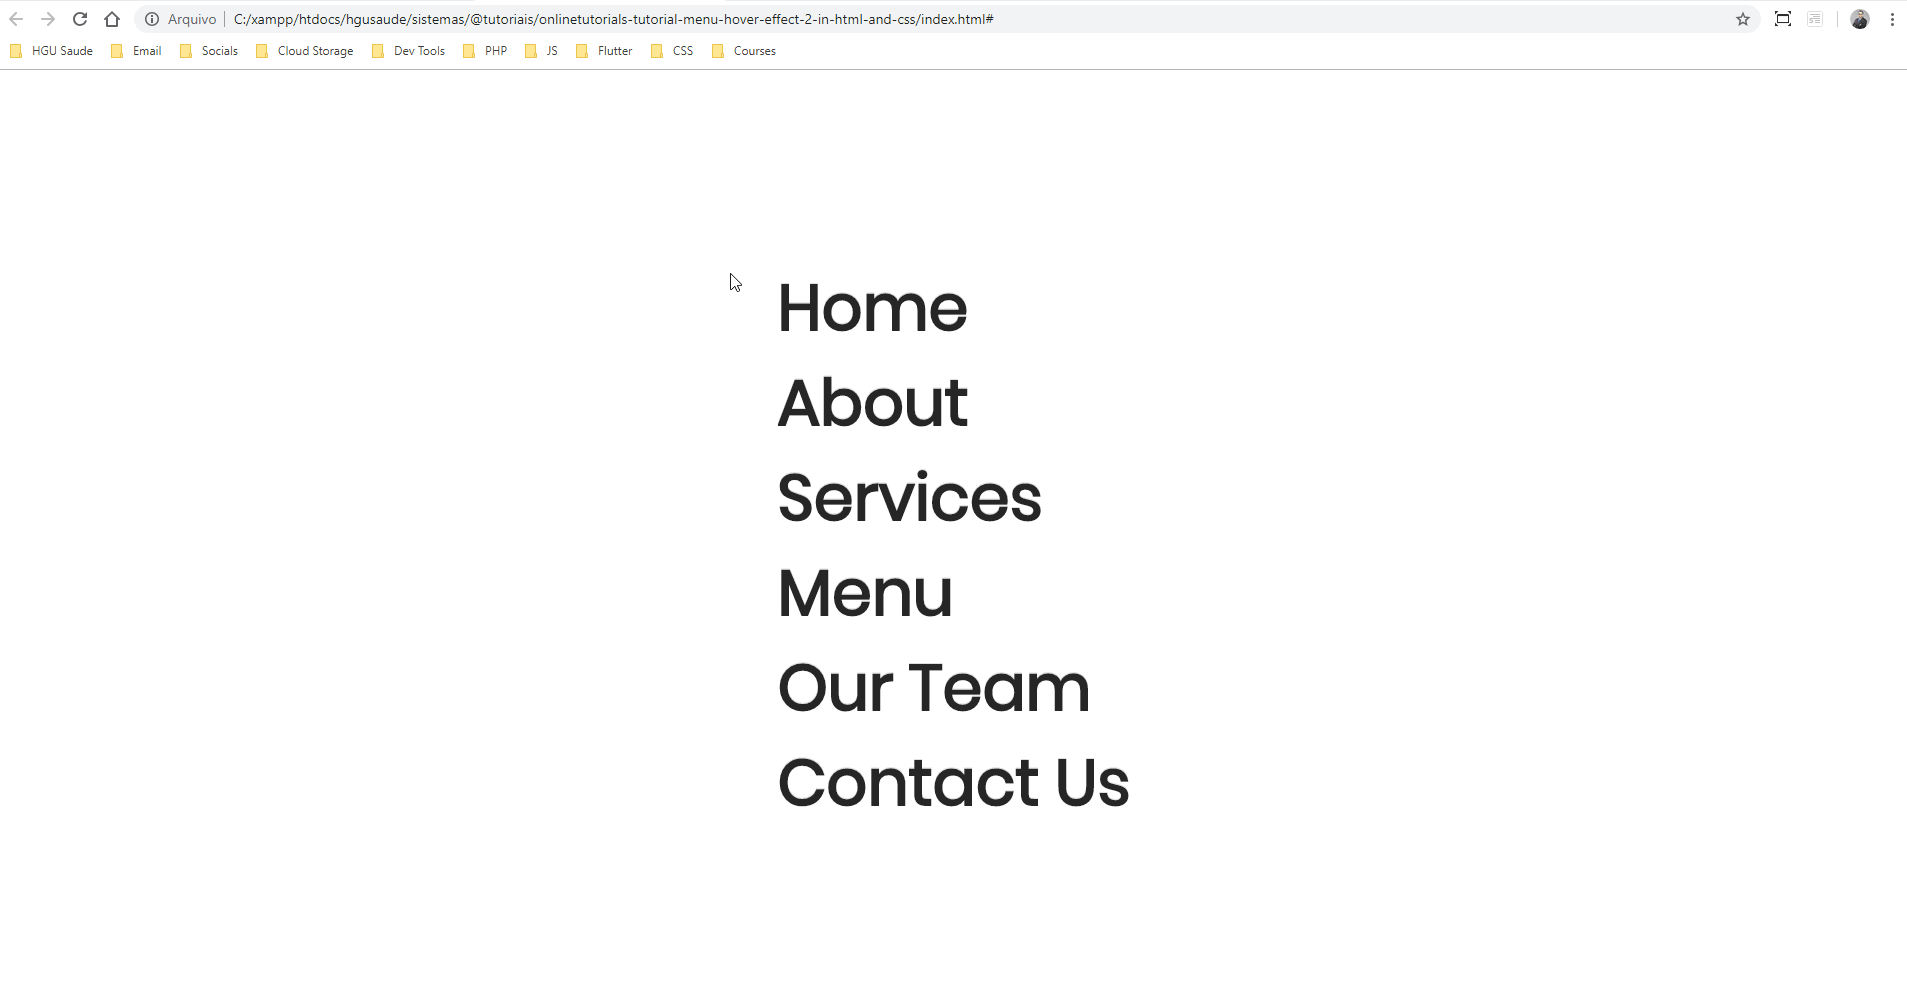 Arquivo C:/xampp/htdocs/hgusaude/sistemas/@tutoriais/onlinetutorials-tutorial-menu-hover-effect-2-in-html-and-css/index.html#
HGU Saude Email Socials Cloud Storage Dev Tools PHP JS Flutter CSS Courses
Home
About
Services
Menu
Our Team
Contact Us